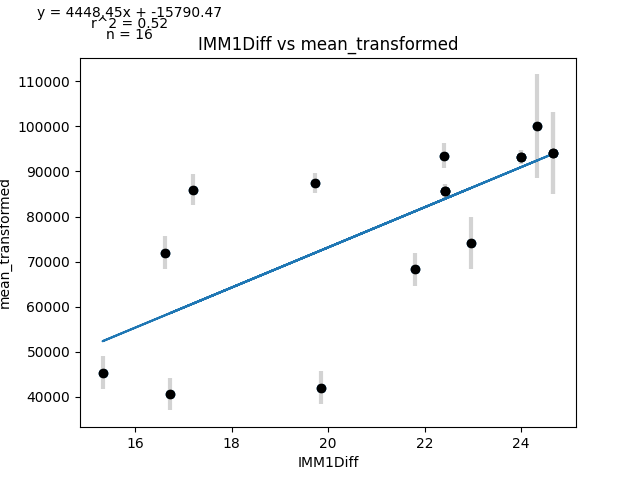 y = 4448.45x + -15790.47
r^2 = 0.52
n = 16
IMM1Diff vs mean_transformed
110000
100000
90000
80000
70000
60000
50000
40000
mean_transformed
16 18 20 22 24
IMM1Diff